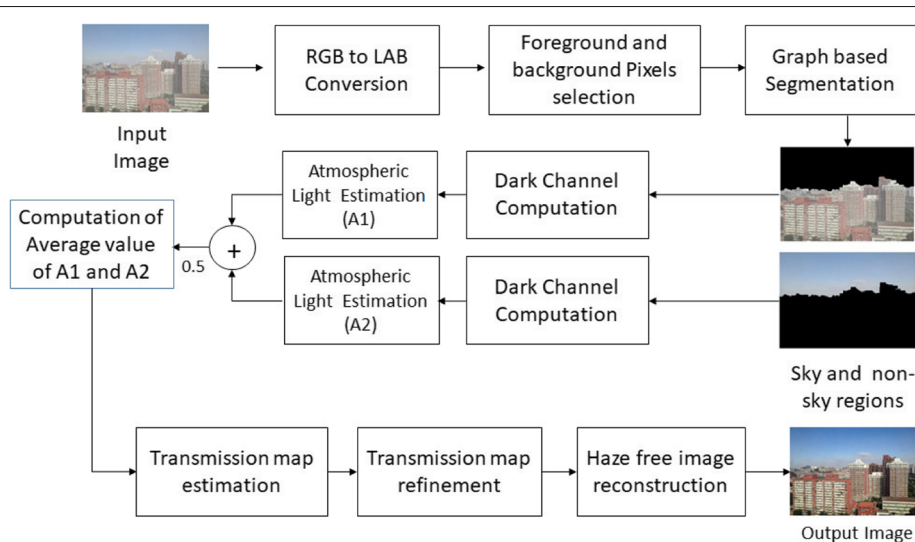 Input
Image
RGB to LAB
Conversion
Foreground and
background Pixels
selection
Graph based
Segmentation
Atmospheric
Light Estimation
(A1)
Dark Channel
Computation
Computation of
Average value
of A1 and A2
0.5
+
Atmospheric
Light Estimation
(A2)
Dark Channel
Computation
Sky and non-
sky regions
Transmission map
estimation
Transmission map
refinement
Haze free image
reconstruction
Output Image